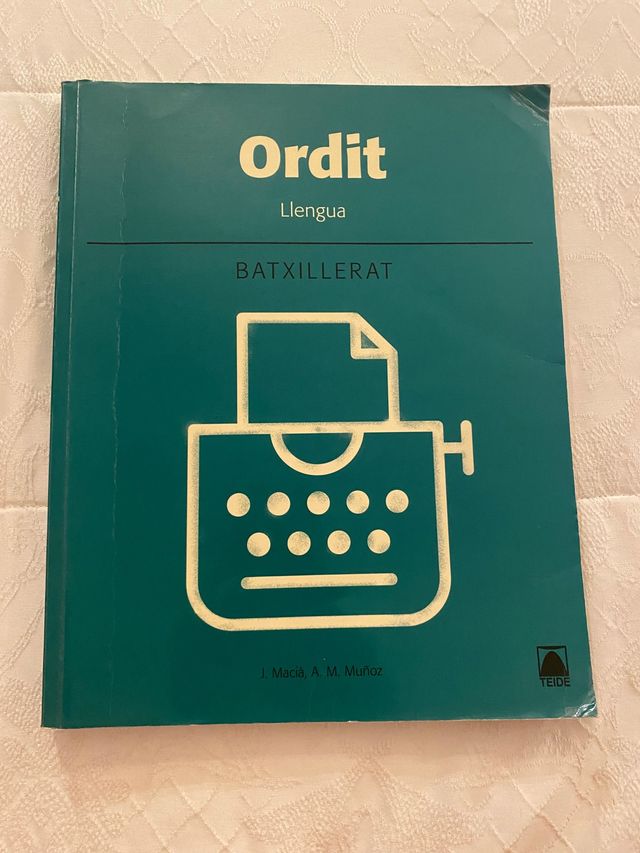 Ordit
Llengua
BATXILLERAT
J. Macià, A. M. Muñoz
TEIDE